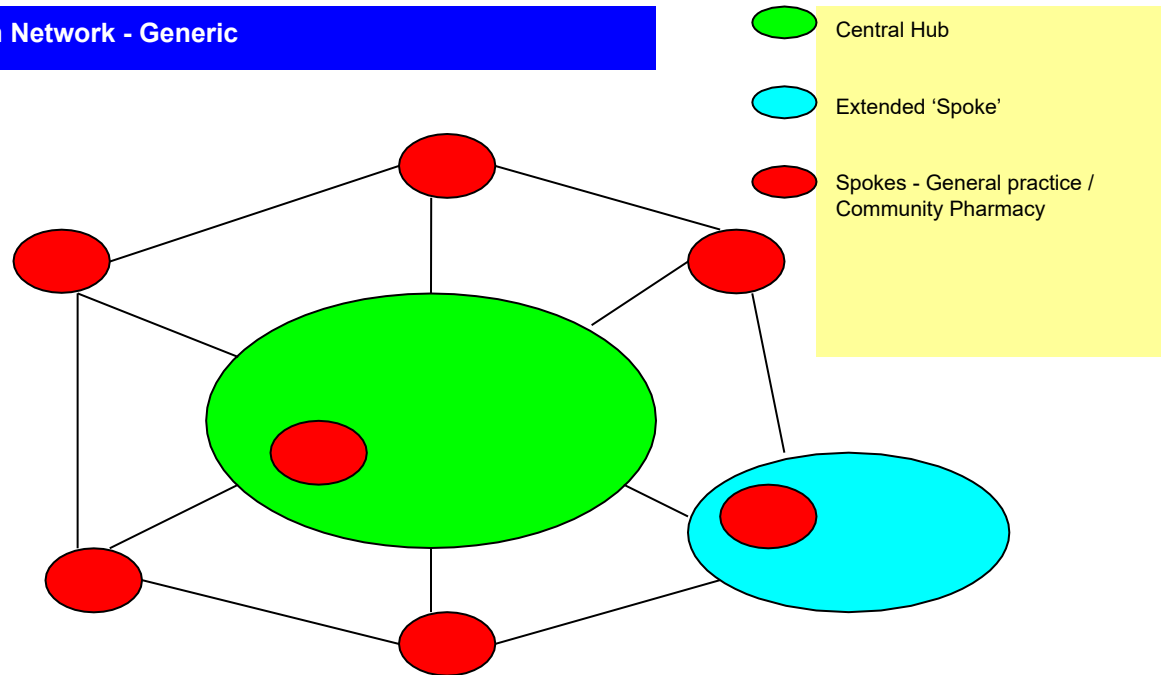 Network - Generic
Central Hub
Extended ‘Spoke’
Spokes - General practice /
Community Pharmacy